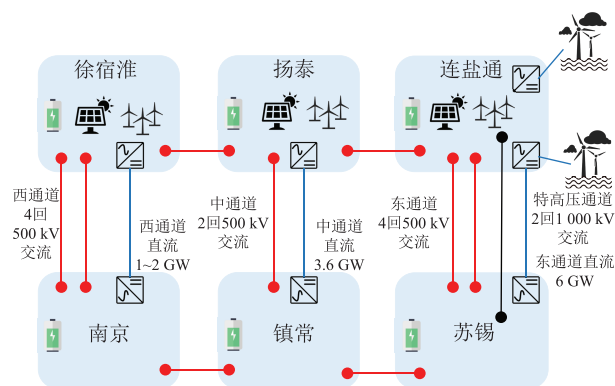 徐宿淮
扬泰
连盐通
西通道
4回
500 kV
交流
西通道
直流
1~2 GW
中通道
2回500 kV
交流
中通道
直流
3.6 GW
东通道
4回500 kV
交流
特高压通道
2回1 000 kV
交流
东通道直流
6 GW
南京
镇常
苏锡